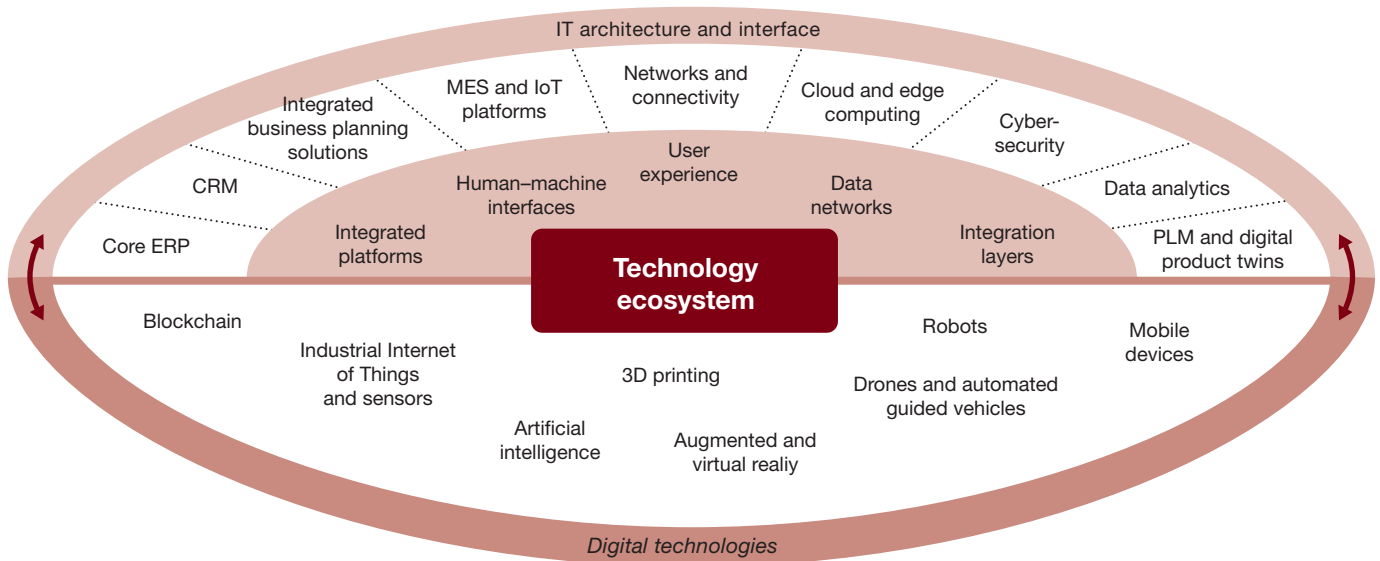 IT architecture and interface
Networks and
connectivity
MES and IoT
platforms
Cloud and edge
computing
Integrated
business planning
solutions
Cyber-
security
CRM
Data analytics
Core ERP
PLM and digital
product twins
User
experience
Human–machine
interfaces
Data
networks
Integrated
platforms
Integration
layers
Technology
ecosystem
Blockchain
Robots
Mobile
devices
Industrial Internet
of Things
and sensors
3D printing
Drones and automated
guided vehicles
Artificial
intelligence
Augmented and
virtual realiy
Digital technologies